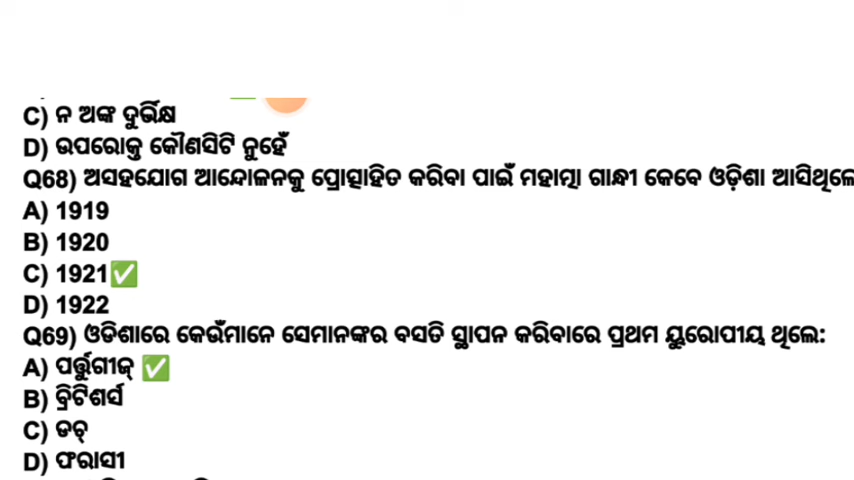 C) ନ ଅଙ୍କ ଦୁର୍ଭିକ୍ଷ
D) ଉପରୋକ୍ତ କୌଣସିଟି ନୁହେଁ
Q68) ଅସହଯୋଗ ଆନ୍ଦୋଳନକୁ ପ୍ରୋତ୍ସାହିତ କରିବା ପାଇଁ ମହାତ୍ମା ଗାନ୍ଧୀ କେବେ ଓଡ଼ିଶା ଆସିଥିଲେ
A) 1919
B) 1920
C) 1921✅
D) 1922
Q69) ଓଡିଶାରେ କେଉଁମାନେ ସେମାନଙ୍କର ବସତି ସ୍ଥାପନ କରିବାରେ ପ୍ରଥମ ୟୁରୋପୀୟ ଥିଲେ:
A) ପର୍ତ୍ତୁଗୀଜ୍ ✅
B) ବ୍ରିଟିଶର୍ସ
C) ଡଚ୍
D) ଫରାସୀ